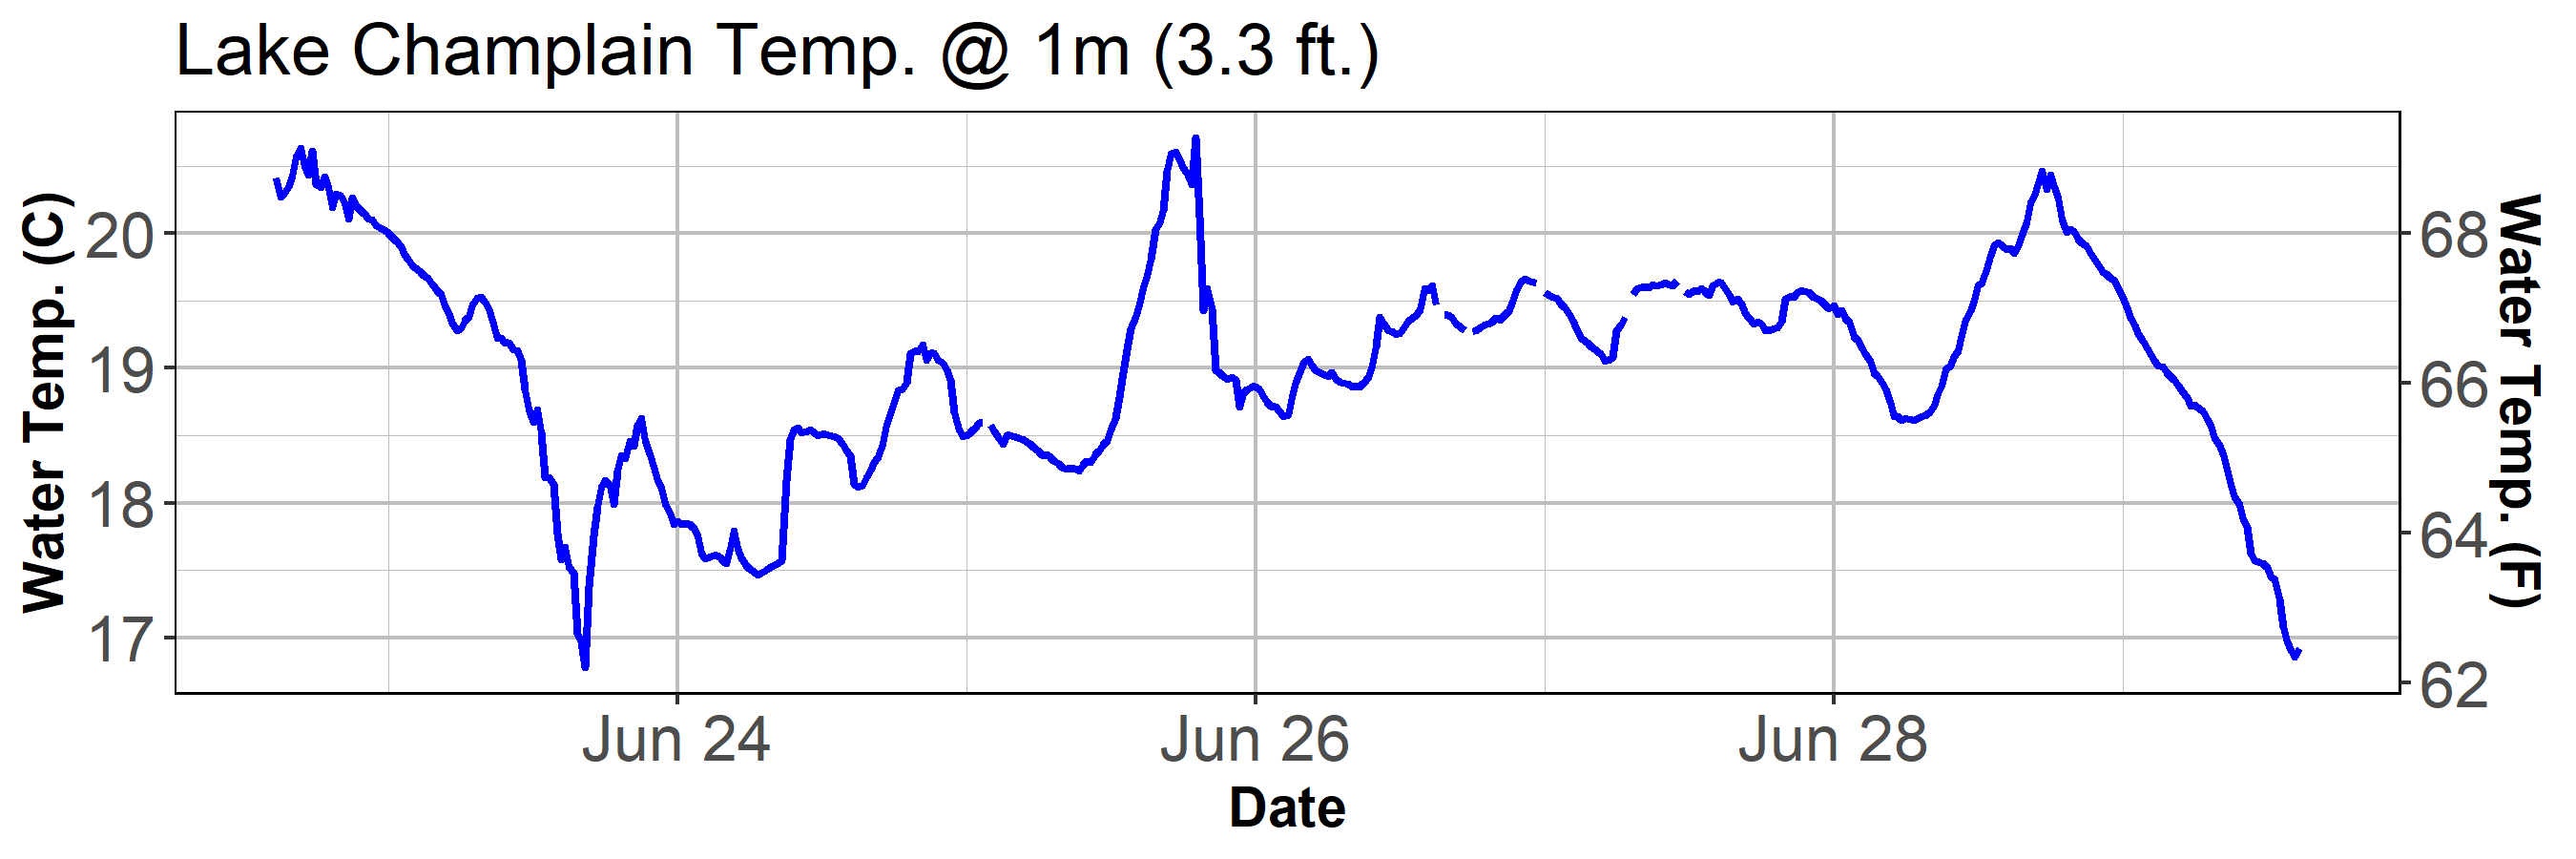 Lake Champlain Temp. @ 1m (3.3 ft.)
Water Temp. (C)
20
19
18
17
68
66
64
62
Water Temp. (F)
Jun 24 Jun 26 Jun 28
Date